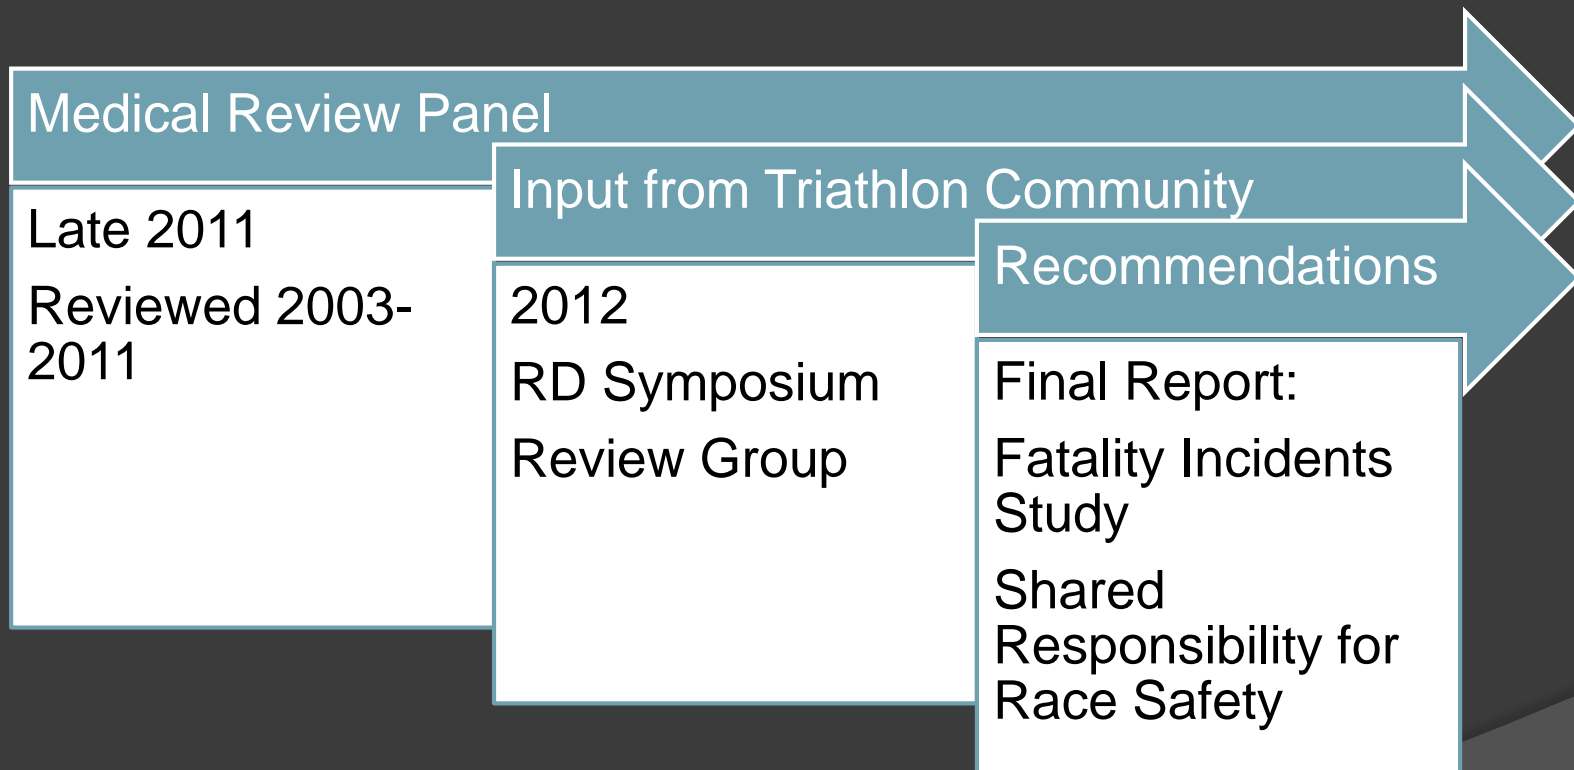 Medical Review Panel
Late 2011
Reviewed 2003-
2011
Input from Triathlon Community
2012
RD Symposium
Review Group
Recommendations
Final Report:
Fatality Incidents
Study
Shared
Responsibility for
Race Safety